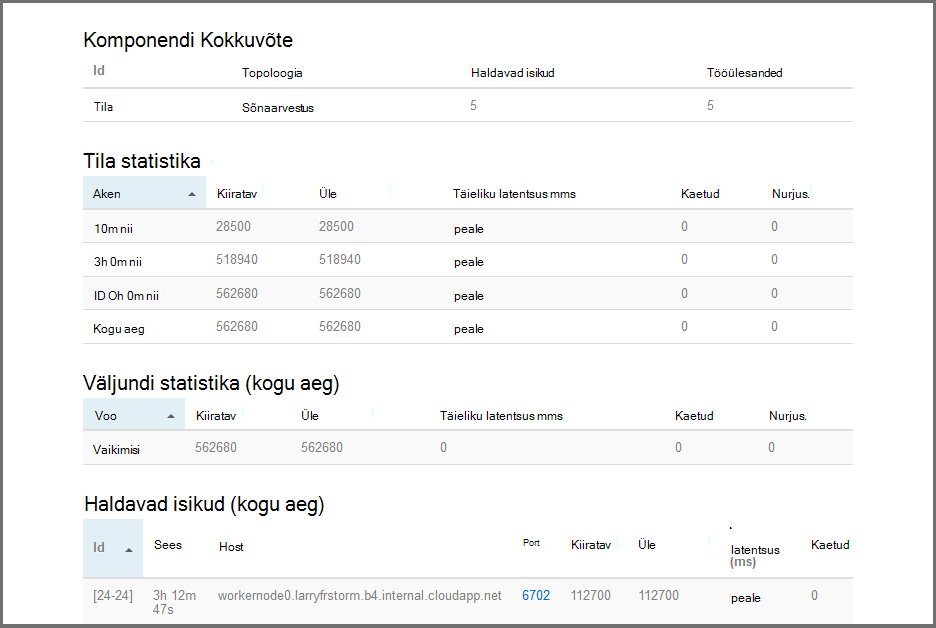 Komponendi Kokkuvõte
Id Topoloogia Haldavad isikud Tööülesanded
Tila Sõnaarvestus 5 5
Tila statistika
Aken Kiiratav Üle Täieliku latentsus mms Kaetud Nurjus.
10m nii 28500 28500 peale 0 0
3h 0m nii 518940 518940 peale 0 0
ID Oh 0m nii 562680 562680 peale 0 0
Kogu aeg 562680 562680 peale 0 0
Väljundi statistika (kogu aeg)
Voo Kiiratav Üle Täieliku latentsus mms Kaetud Nurjus.
Vaikimisi 562680 562680 0 0 0
Haldavad isikud (kogu aeg)
Id Sees Host Port Kiiratav Üle latentsus (ms) Kaetud
[24-24] 3h 12m 47s workernode0.larryfrstorm.b4.internal.cloudapp.net 6702 112700 112700 peale 0